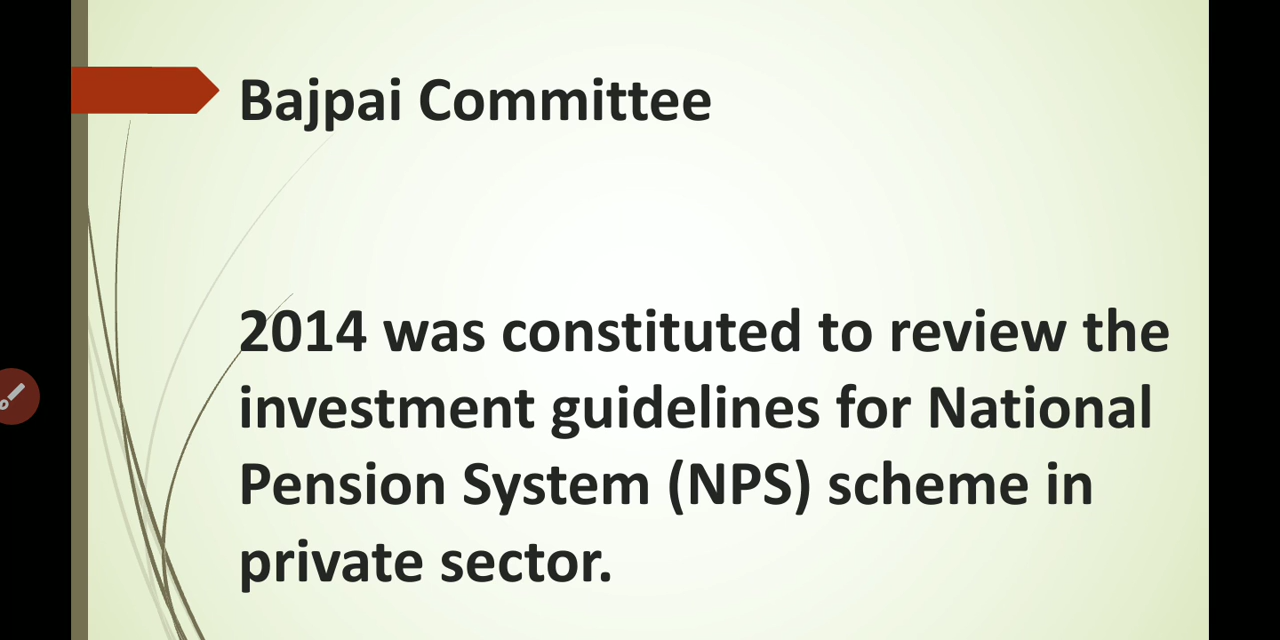 Bajpai Committee
2014 was constituted to review the
investment guidelines for National
Pension System (NPS) scheme in
private sector.